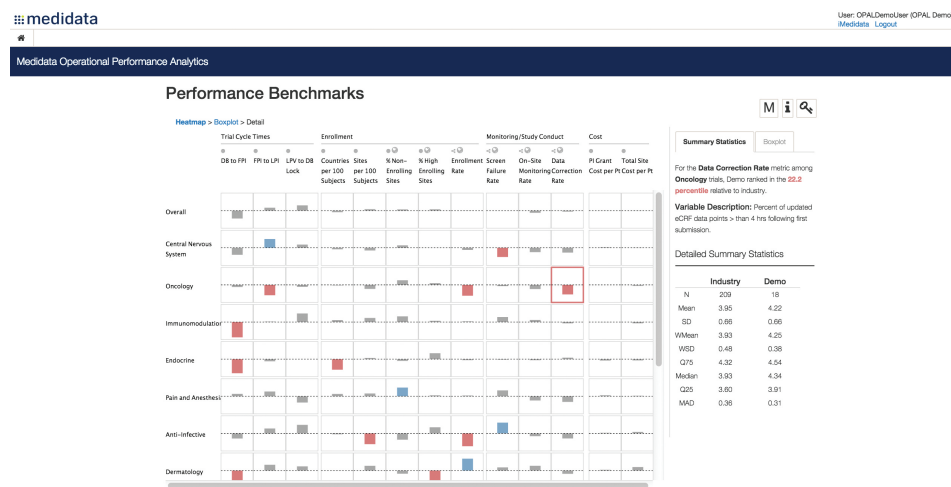 medidata
User: OPALDemoUser (OPAL Demo
iMedidata Logout
Medidata Operational Performance Analytics
Performance Benchmarks
M i
Heatmap > Boxplot > Detail
Trial Cycle Times
Enrollment
Monitoring/Study Conduct
Cost
DB to FPI
FPI to LPI
LPV to DB Lock
Countries per 100 Subjects
Sites per 100 Subjects
% Non-Enrolling Sites
% High Enrolling Sites
Enrollment Rate
Screen Failure Rate
On-Site Monitoring Rate
Data Correction Rate
PI Grant Cost per Pt
Total Site Cost per Pt
Overall
Central Nervous
System
Oncology
Immunomodulation
Endocrine
Pain and Anesthesi
Anti-Infective
Dermatology
Summary Statistics
Boxplot
For the Data Correction Rate metric among
Oncology trials, Demo ranked in the 22.2
percentile relative to industry.
Variable Description: Percent of updated
eCRF data points > than 4 hrs following first
submission.
Detailed Summary Statistics
Industry Demo
N 209 18
Mean 3.95 4.22
SD 0.66 0.66
WMean 3.93 4.25
WSD 0.48 0.38
Q75 4.32 4.54
Median 3.93 4.34
Q25 3.60 3.91
MAD 0.36 0.31